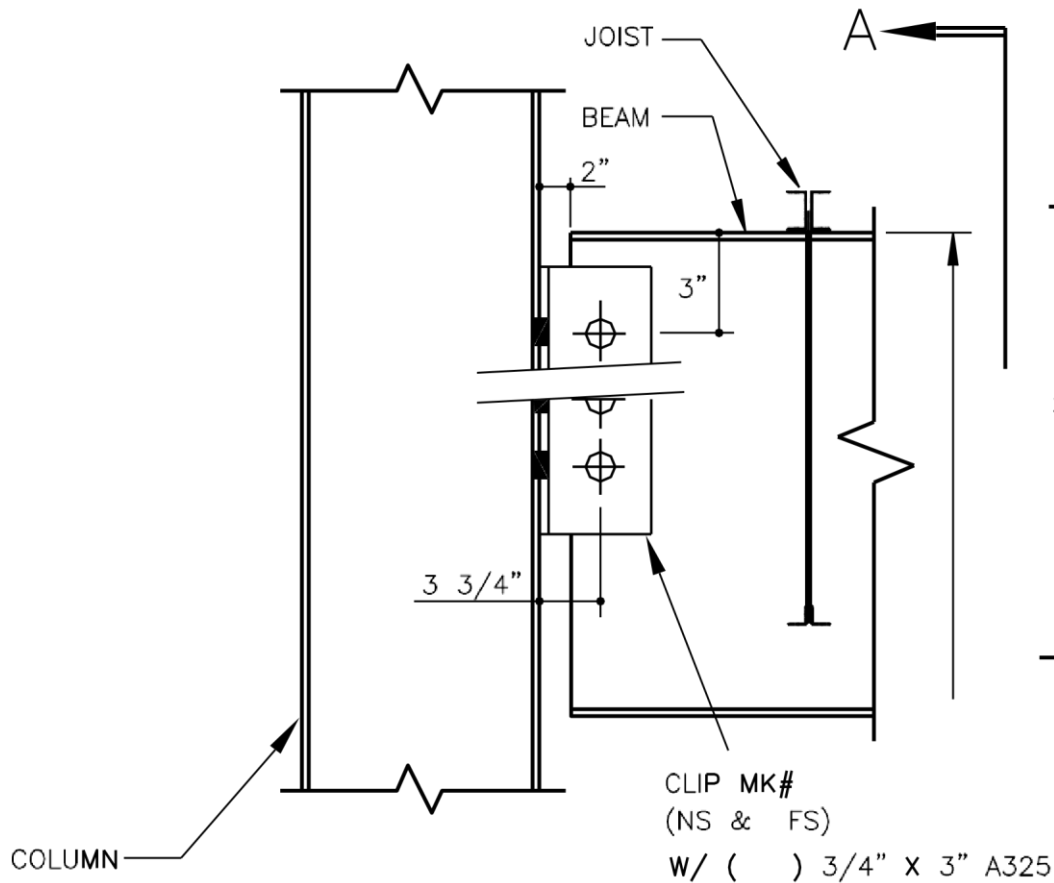 JOIST
A
BEAM
2”
3”
3 3/4”
CLIP MK#
(NS & FS)
W/ ( ) 3/4” X 3” A325
COLUMN